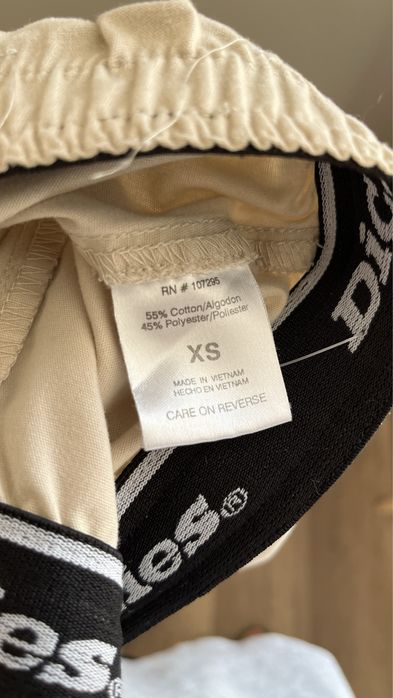 RN # 107295
55% Cotton/Algodon
45% Polyester/Poliester
XS
MADE IN VIETNAM
HECHO EN VIETNAM
CARE ON REVERSE
Dic
ies®
ies®